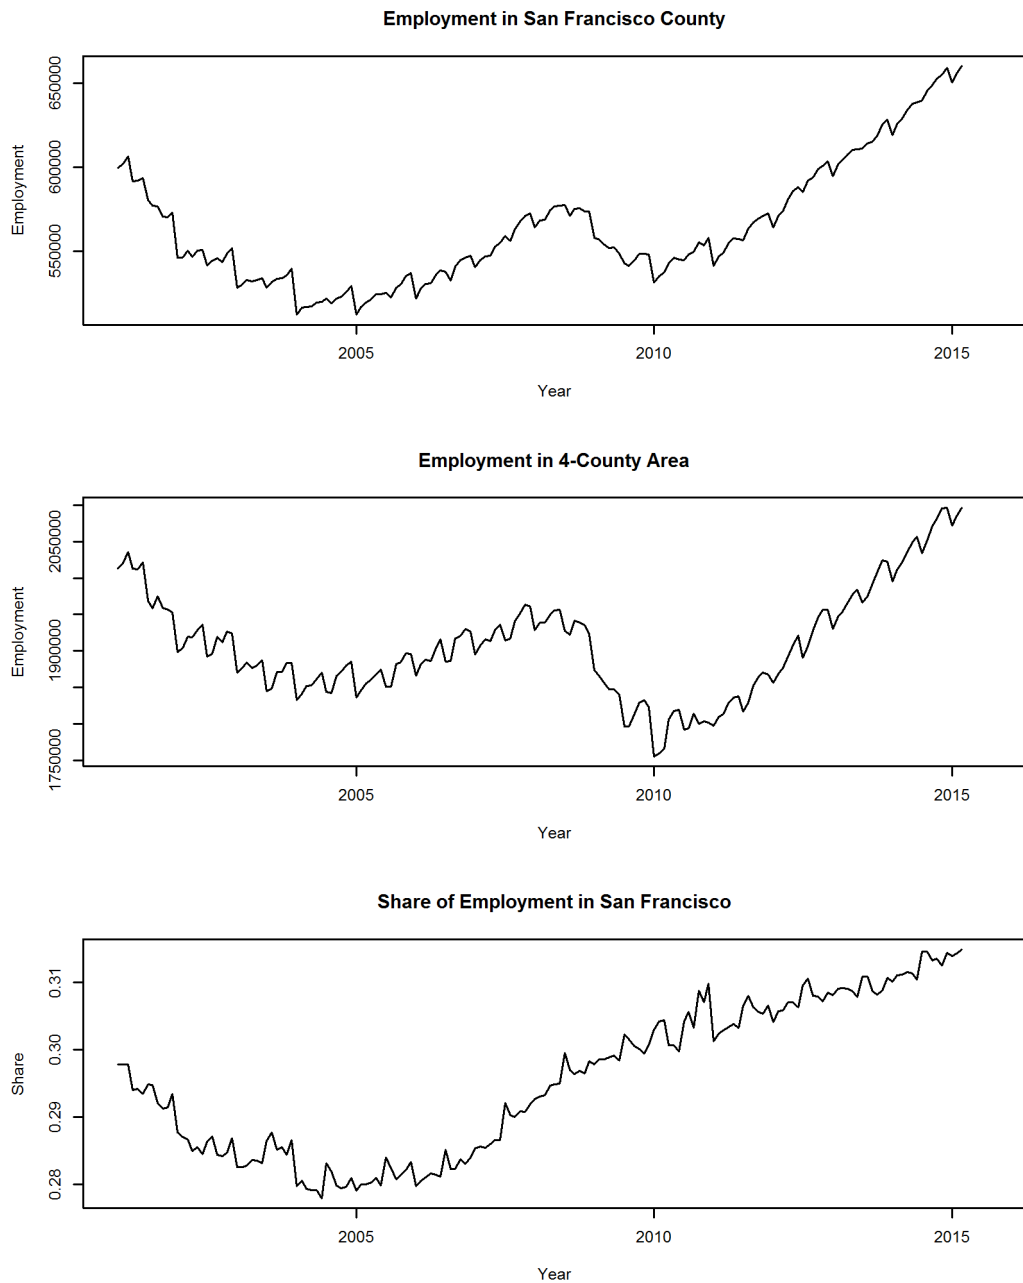 Employment in San Francisco County
Employment
650000
600000
550000
2005 2010 2015
Year
Employment in 4-County Area
Employment
2050000
1900000
1750000
2005 2010 2015
Year
Share of Employment in San Francisco
Share
0.31
0.30
0.29
0.28
2005 2010 2015
Year